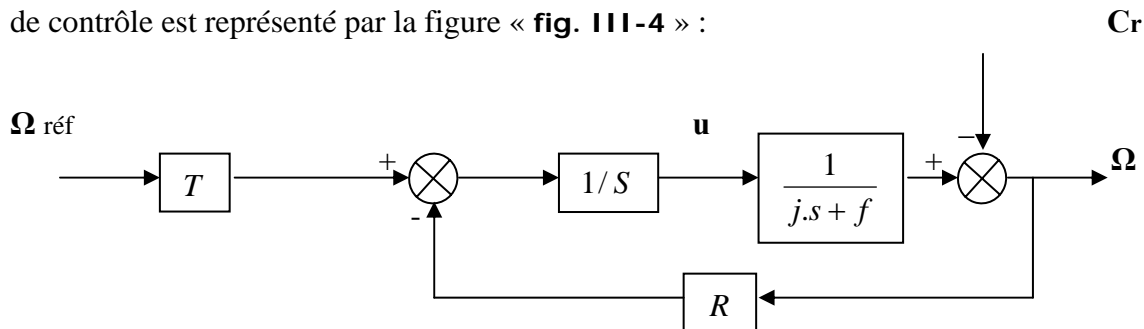 de contrôle est représenté par la figure « fig. III-4 » : Cr
Ω réf u − Ω
+ +
T 1/S 1
j.s + f
-
R